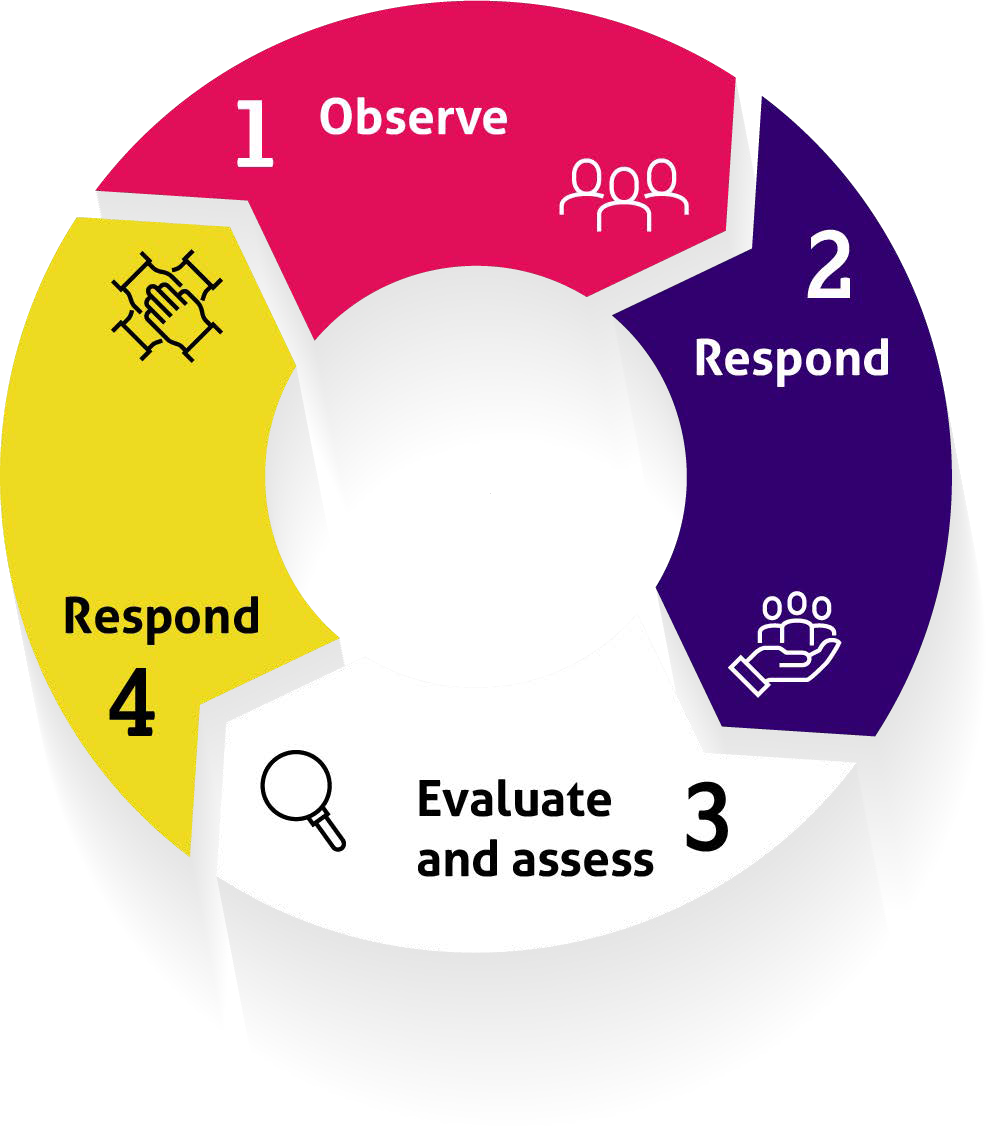 1 Observe
2
Respond
Evaluate
and assess 3
Respond
4